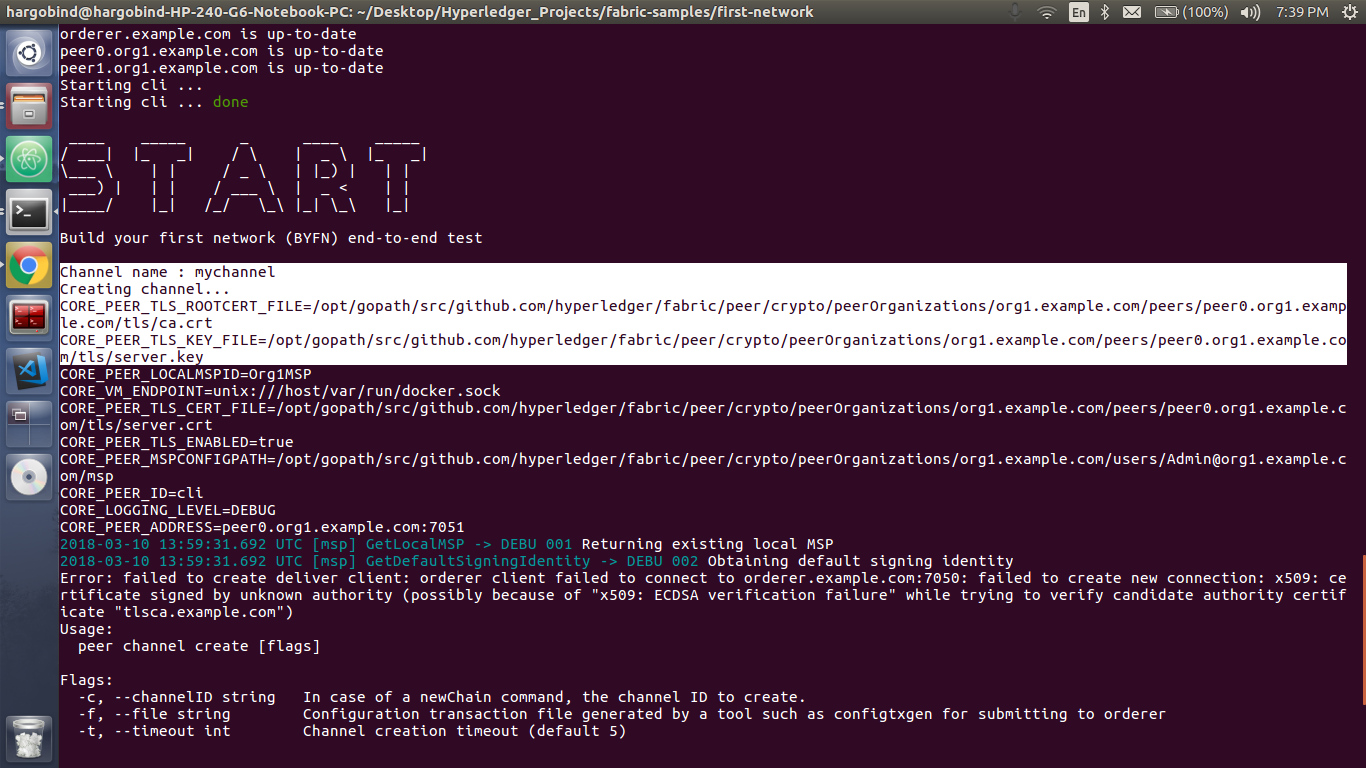 hargobind@hargobind-HP-240-G6-Notebook-PC: ~/Desktop/Hyperledger_Projects/fabric-samples/first-network
En
(100%)
7:39 PM
orderer.example.com is up-to-date
peer0.org1.example.com is up-to-date
peer1.org1.example.com is up-to-date
Starting cli ...
Starting cli ... done
START
Build your first network (BYFN) end-to-end test
Channel name : mychannel
Creating channel...
CORE_PEER_TLS_ROOTCERT_FILE=/opt/gopath/src/github.com/hyperledger/fabric/peer/crypto/peerOrganizations/org1.example.com/peers/peer0.org1.examp
le.com/tls/ca.crt
CORE_PEER_TLS_KEY_FILE=/opt/gopath/src/github.com/hyperledger/fabric/peer/crypto/peerOrganizations/org1.example.com/peers/peer0.org1.example.co
m/tls/server.key
CORE_PEER_LOCALMSPID=Org1MSP
CORE_VM_ENDPOINT=unix:///host/var/run/docker.sock
CORE_PEER_TLS_CERT_FILE=/opt/gopath/src/github.com/hyperledger/fabric/peer/crypto/peerOrganizations/org1.example.com/peers/peer0.org1.example.c
om/tls/server.crt
CORE_PEER_TLS_ENABLED=true
CORE_PEER_MSPCONFIGPATH=/opt/gopath/src/github.com/hyperledger/fabric/peer/crypto/peerOrganizations/org1.example.com/users/Admin@org1.example.c
om/msp
CORE_PEER_ID=cli
CORE_LOGGING_LEVEL=DEBUG
CORE_PEER_ADDRESS=peer0.org1.example.com:7051
2018-03-10 13:59:31.692 UTC [msp] GetLocalMSP -> DEBU 001 Returning existing local MSP
2018-03-10 13:59:31.692 UTC [msp] GetDefaultSigningIdentity -> DEBU 002 Obtaining default signing identity
Error: failed to create deliver client: orderer client failed to connect to orderer.example.com:7050: failed to create new connection: x509: ce
rtificate signed by unknown authority (possibly because of "x509: ECDSA verification failure" while trying to verify candidate authority certif
icate "tlsca.example.com")
Usage:
  peer channel create [flags]
Flags:
  -c, --channelID string   In case of a newChain command, the channel ID to create.
  -f, --file string        Configuration transaction file generated by a tool such as configtxgen for submitting to orderer
  -t, --timeout int        Channel creation timeout (default 5)